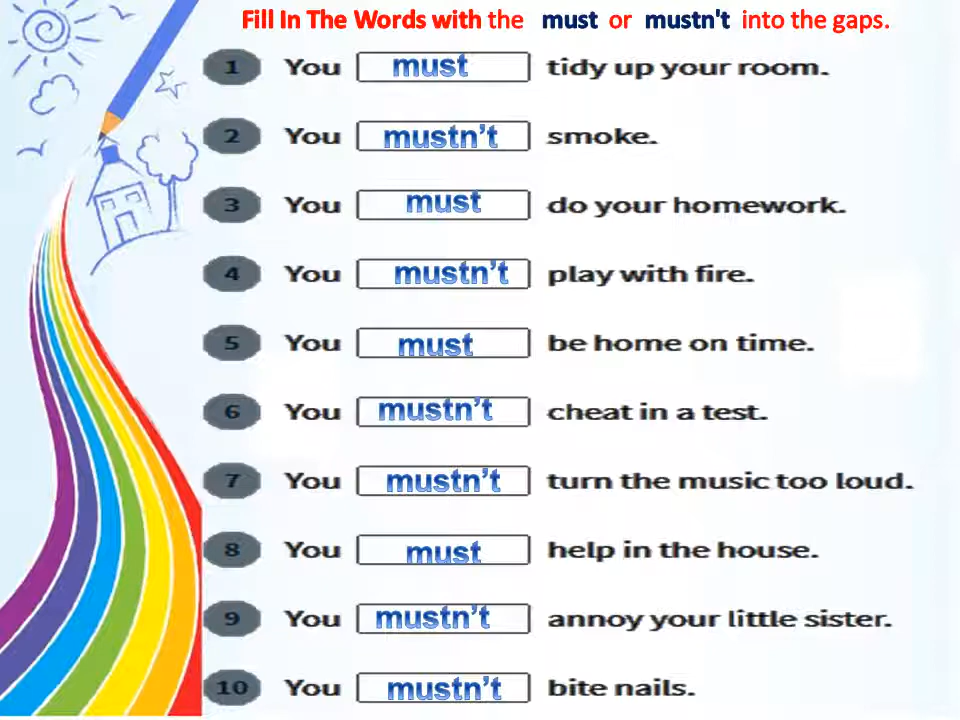 Fill In The Words with the must or mustn't into the gaps.
1 You must tidy up your room.
2 You mustn't smoke.
3 You must do your homework.
4 You mustn't play with fire.
5 You must be home on time.
6 You mustn't cheat in a test.
7 You mustn't turn the music too loud.
8 You must help in the house.
9 You mustn't annoy your little sister.
10 You mustn't bite nails.